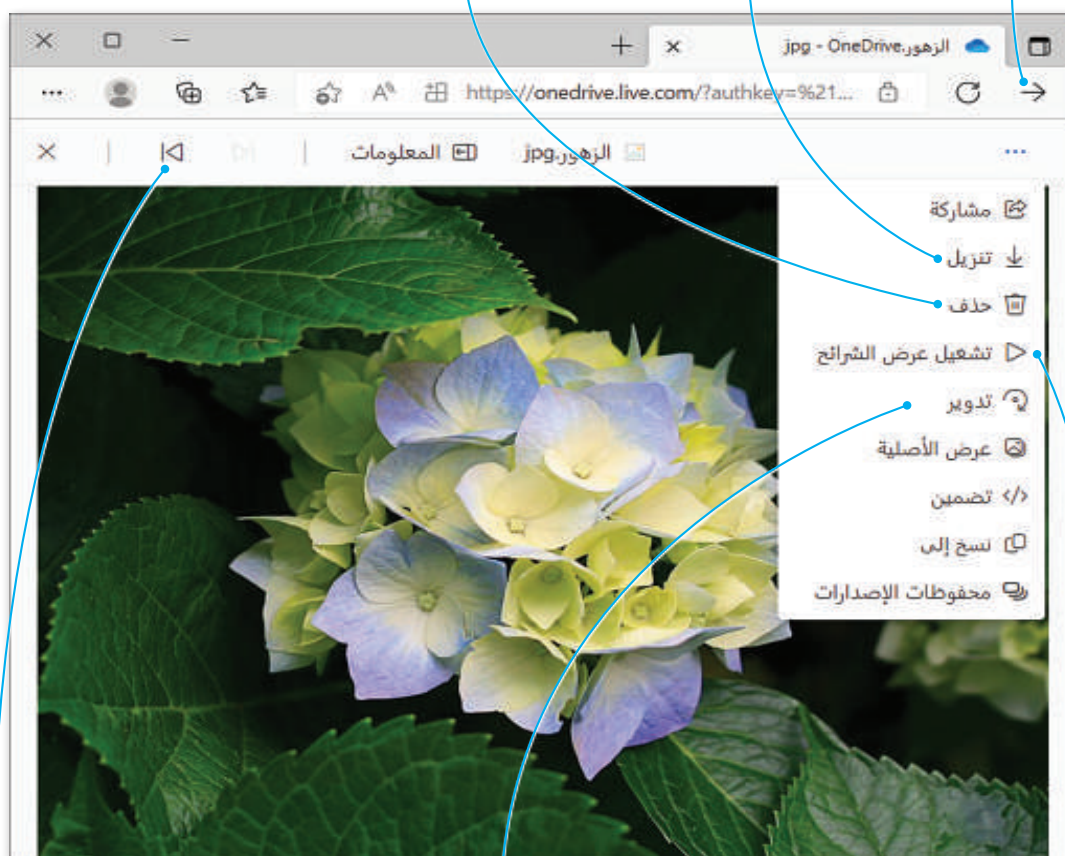 الزهور.jpg - OneDrive
https://onedrive.live.com/?authkey=%21...
الزهور.jpg
المعلومات
مشاركة
تنزيل
حذف
تشغيل عرض الشرائح
تدوير
عرض الأصلية
تضمين
نسخ إلى
محفوظات الإصدارات